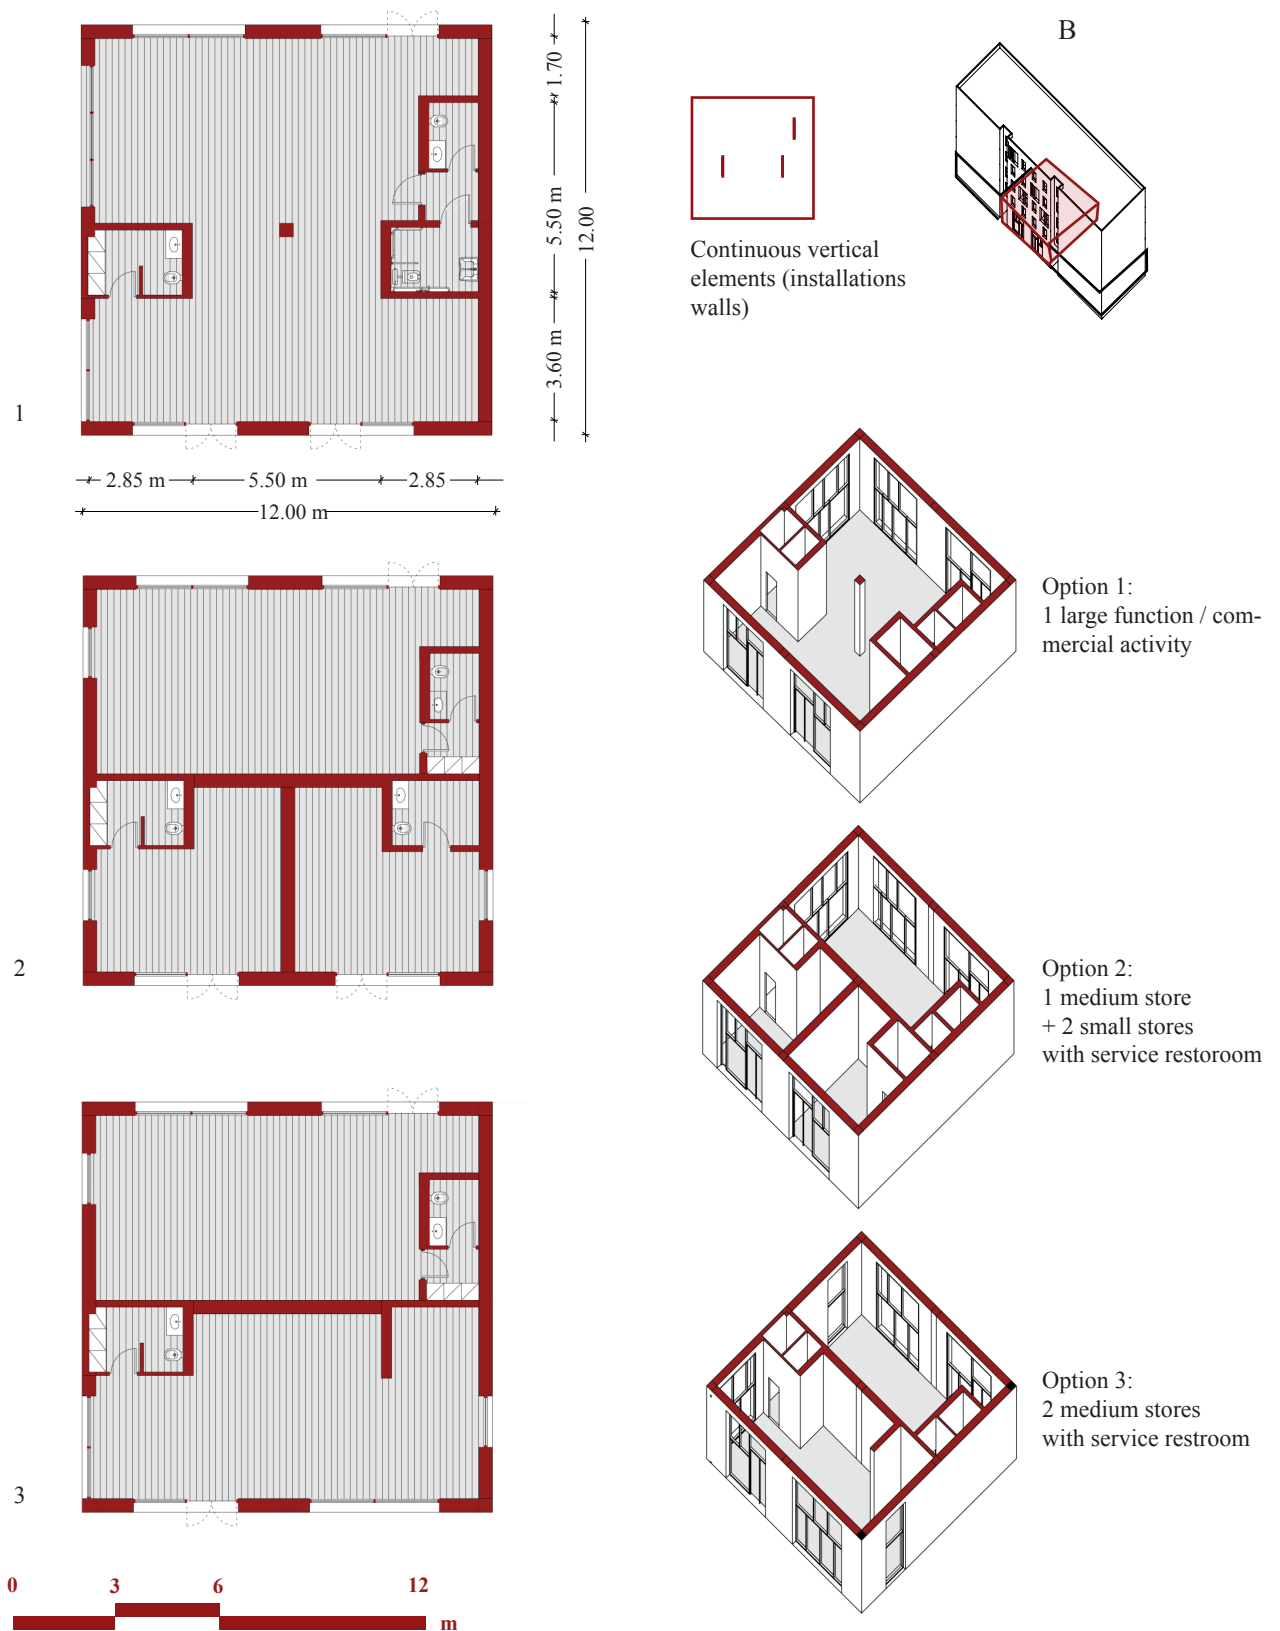 B
1.70
5.50 m
12.00
3.60 m
Continuous vertical
elements (installations
walls)
1
2.85 m
5.50 m
2.85
12.00 m
Option 1:
1 large function / com-
mercial activity
2
Option 2:
1 medium store
+ 2 small stores
with service restoroom
3
Option 3:
2 medium stores
with service restroom
0 3 6 12
m